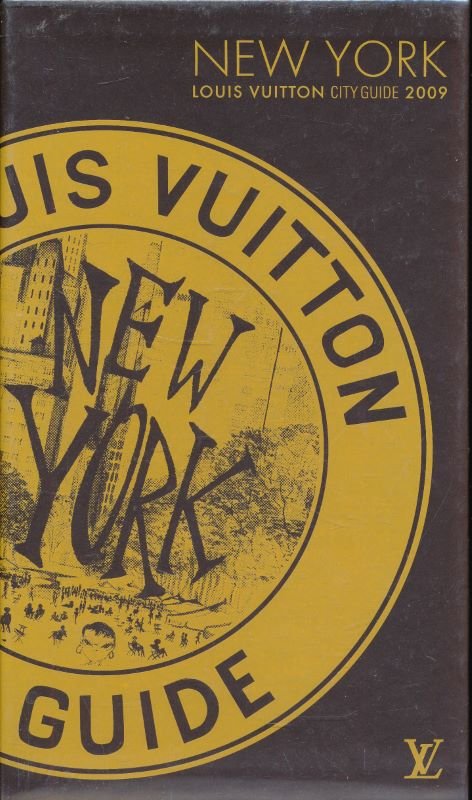 NEW YORK
LOUIS VUITTON CITY GUIDE 2009
UIS VUITTON
NEW
YORK
GUIDE
LV